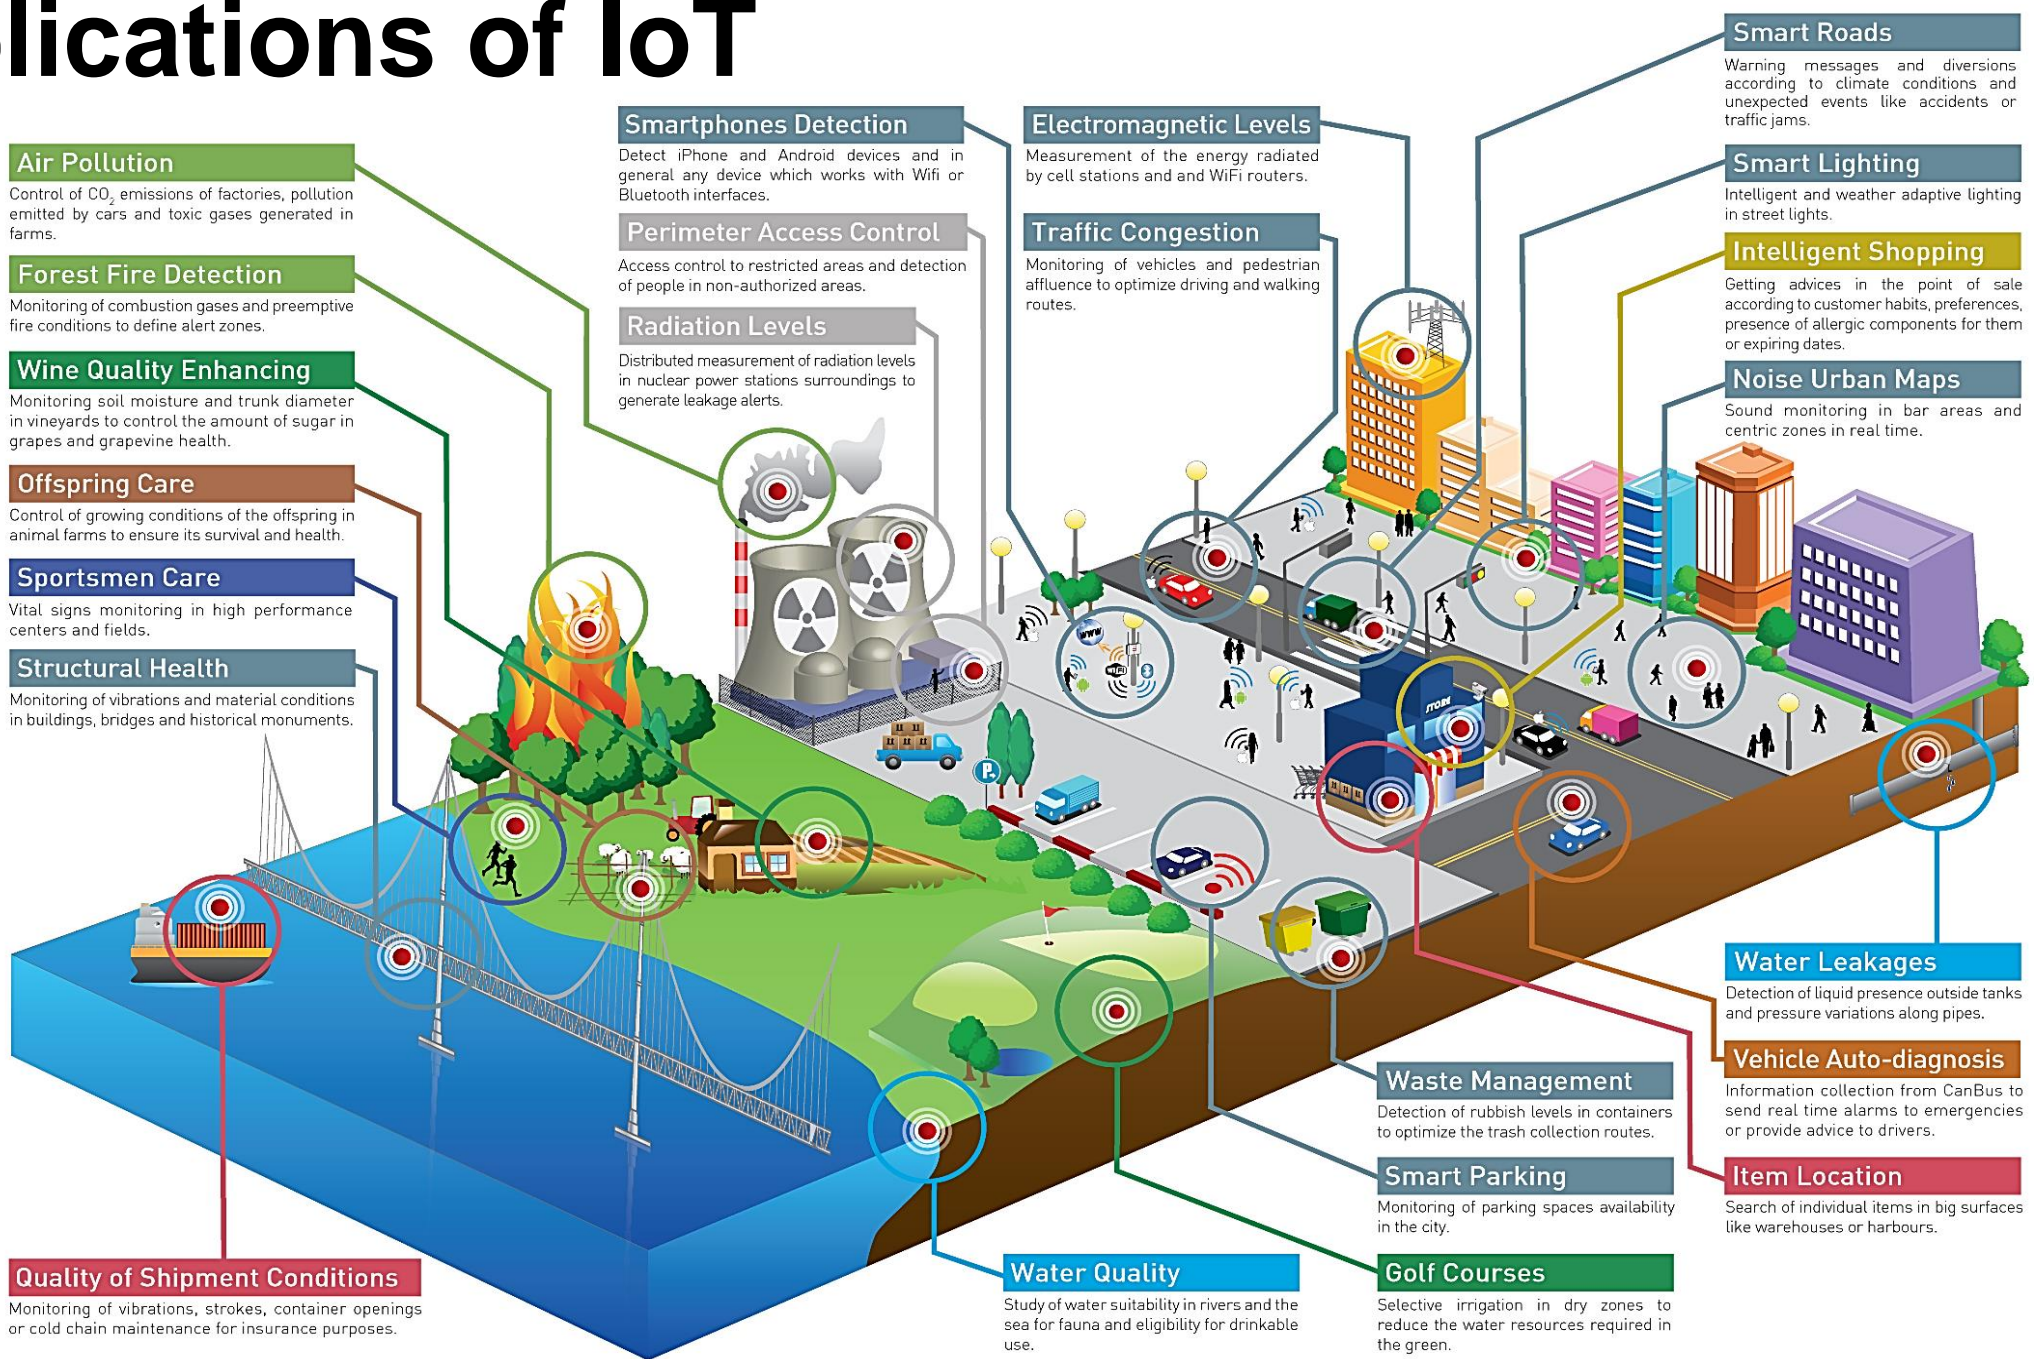 lications of IoT
Air Pollution
Control of CO₂ emissions of factories, pollution
emitted by cars and toxic gases generated in
farms.
Forest Fire Detection
Monitoring of combustion gases and preemptive
fire conditions to define alert zones.
Wine Quality Enhancing
Monitoring soil moisture and trunk diameter
in vineyards to control the amount of sugar in
grapes and grapevine health.
Offspring Care
Control of growing conditions of the offspring in
animal farms to ensure its survival and health.
Sportsmen Care
Vital signs monitoring in high performance
centers and fields.
Structural Health
Monitoring of vibrations and material conditions
in buildings, bridges and historical monuments.
Quality of Shipment Conditions
Monitoring of vibrations, strokes, container openings
or cold chain maintenance for insurance purposes.
Smartphones Detection
Detect iPhone and Android devices and in
general any device which works with Wifi or
Bluetooth interfaces.
Perimeter Access Control
Access control to restricted areas and detection
of people in non-authorized areas.
Radiation Levels
Distributed measurement of radiation levels
in nuclear power stations surroundings to
generate leakage alerts.
Electromagnetic Levels
Measurement of the energy radiated
by cell stations and and WiFi routers.
Traffic Congestion
Monitoring of vehicles and pedestrian
affluence to optimize driving and walking
routes.
Smart Roads
Warning messages and diversions
according to climate conditions and
unexpected events like accidents or
traffic jams.
Smart Lighting
Intelligent and weather adaptive lighting
in street lights.
Intelligent Shopping
Getting advices in the point of sale
according to customer habits, preferences,
presence of allergic components for them
or expiring dates.
Noise Urban Maps
Sound monitoring in bar areas and
centric zones in real time.
www
WiFi
STORE
P
Water Leakages
Detection of liquid presence outside tanks
and pressure variations along pipes.
Vehicle Auto-diagnosis
Information collection from CanBus to
send real time alarms to emergencies
or provide advice to drivers.
Item Location
Search of individual items in big surfaces
like warehouses or harbours.
Waste Management
Detection of rubbish levels in containers
to optimize the trash collection routes.
Smart Parking
Monitoring of parking spaces availability
in the city.
Golf Courses
Selective irrigation in dry zones to
reduce the water resources required in
the green.
Water Quality
Study of water suitability in rivers and the
sea for fauna and eligibility for drinkable
use.